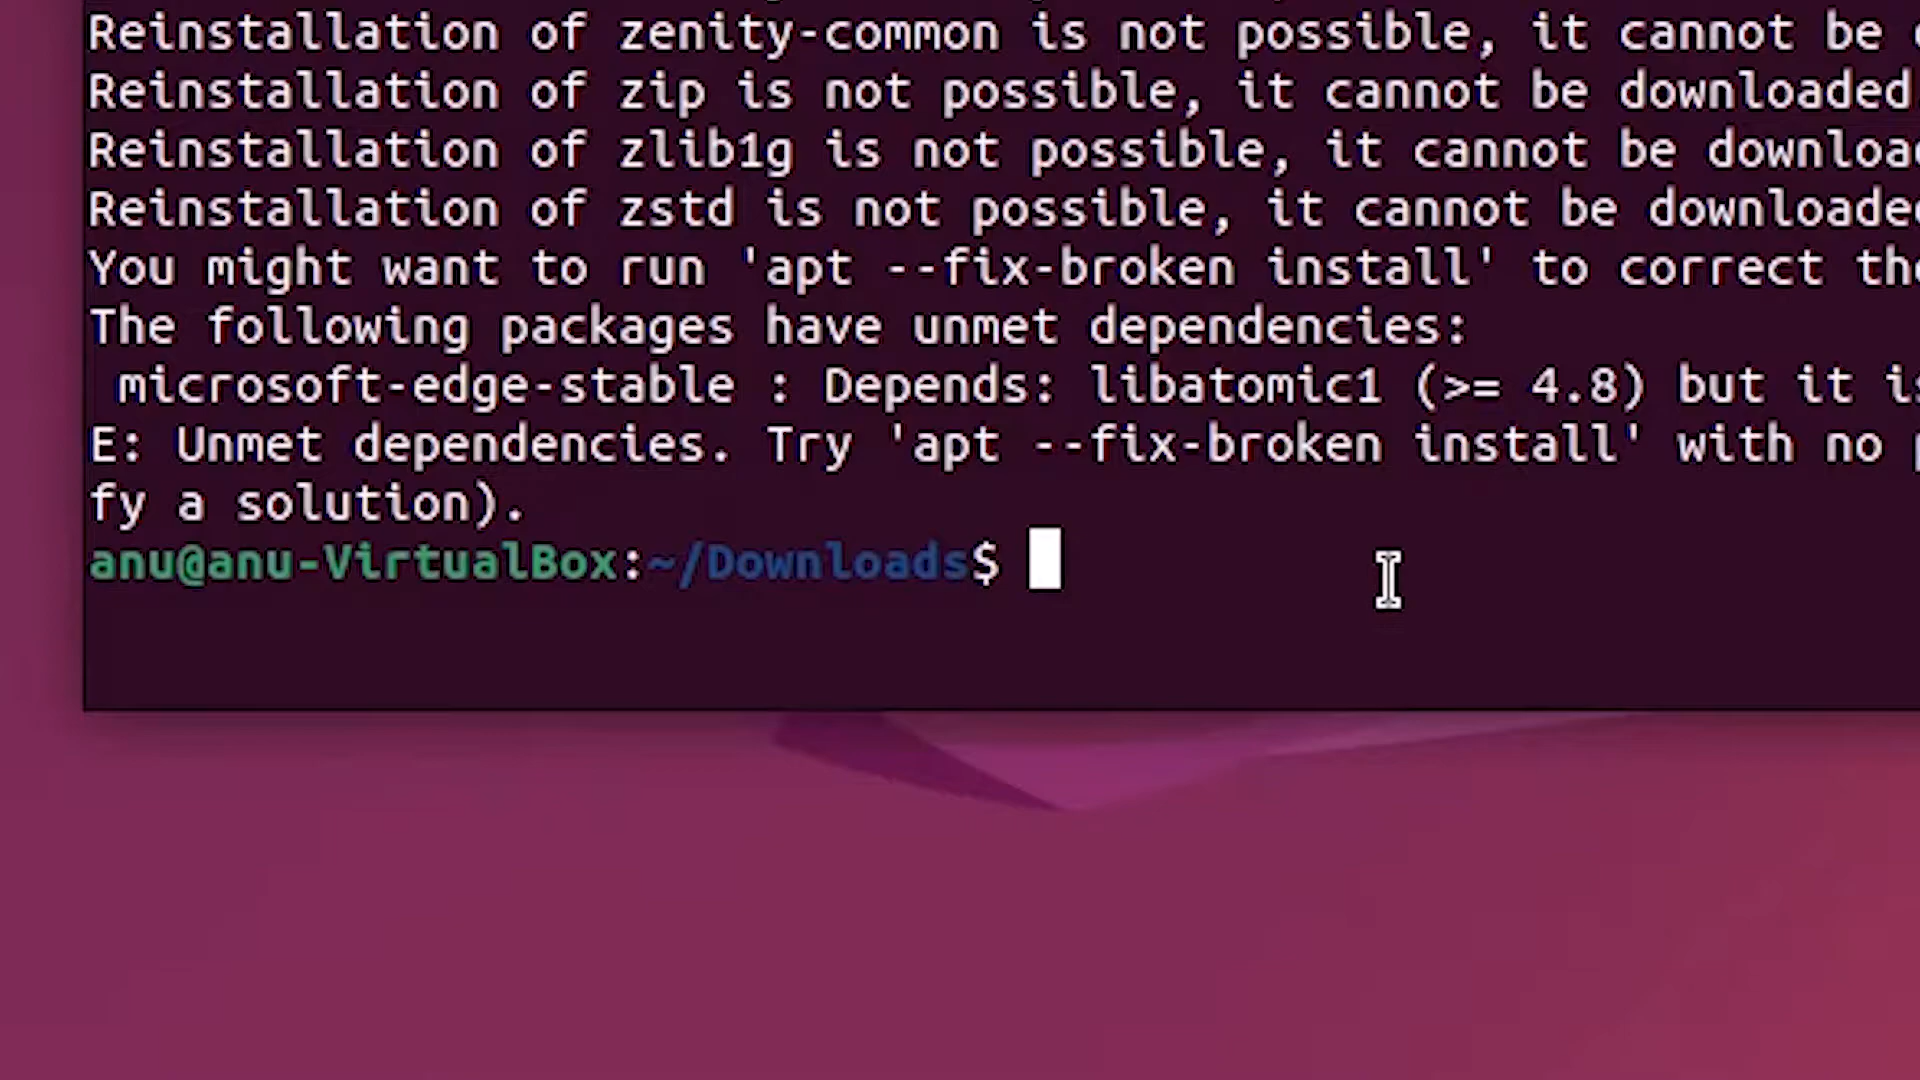 Reinstallation of zenity-common is not possible, it cannot be
Reinstallation of zip is not possible, it cannot be downloaded
Reinstallation of zlib1g is not possible, it cannot be downloa
Reinstallation of zstd is not possible, it cannot be downloade
You might want to run 'apt --fix-broken install' to correct the
The following packages have unmet dependencies:
 microsoft-edge-stable : Depends: libatomic1 (>= 4.8) but it is
E: Unmet dependencies. Try 'apt --fix-broken install' with no
fy a solution).
anu@anu-VirtualBox:~/Downloads$